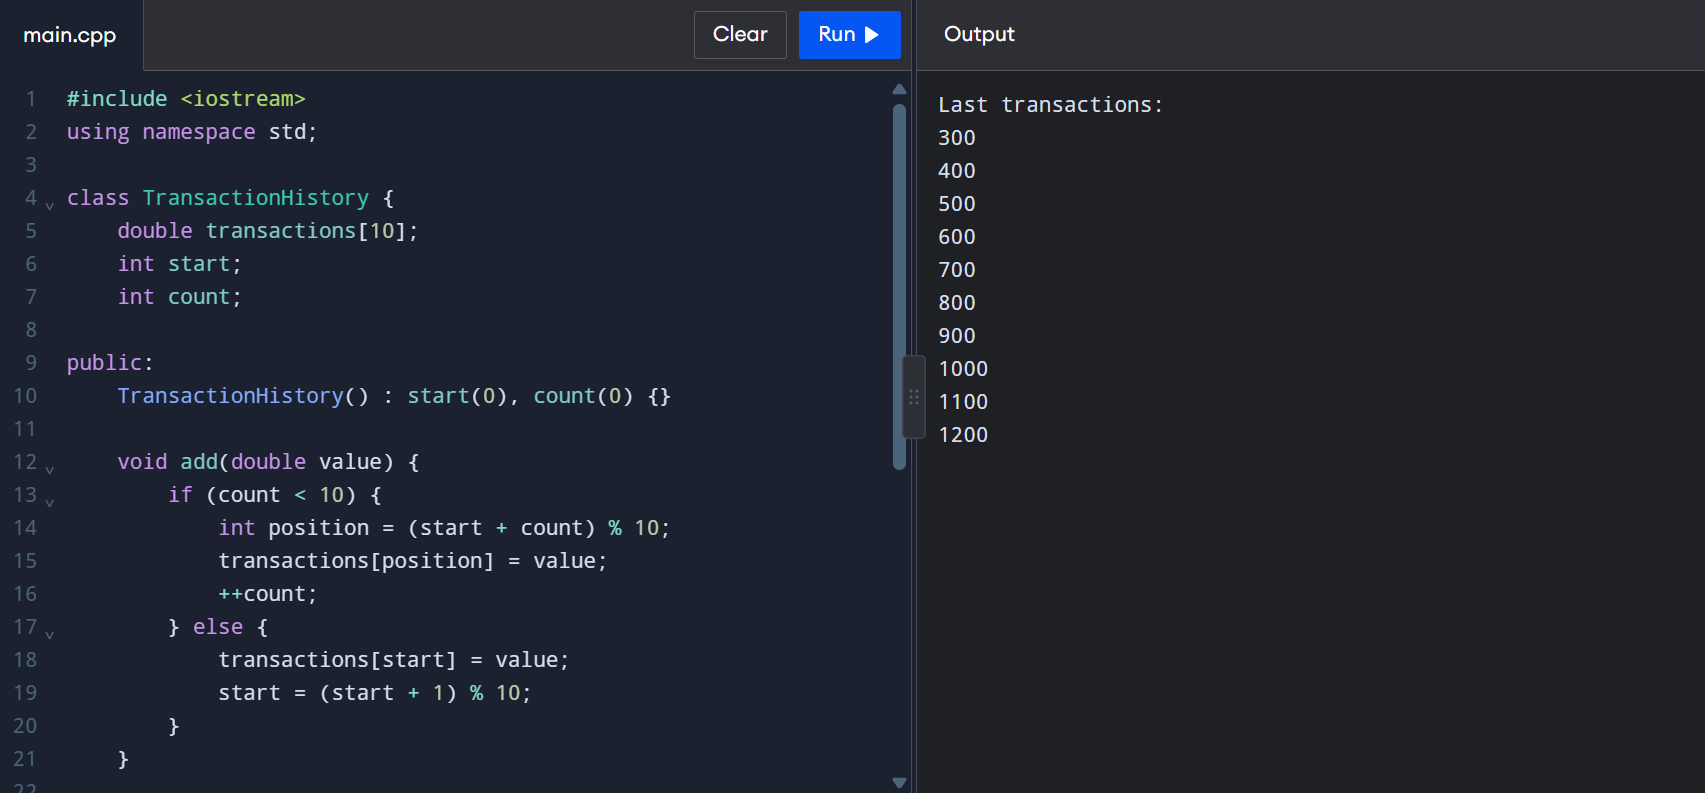 main.cpp
Clear
Run
Output
1 #include <iostream>
2 using namespace std;
3
4 class TransactionHistory {
5     double transactions[10];
6     int start;
7     int count;
8
9 public:
10     TransactionHistory() : start(0), count(0) {}
11
12     void add(double value) {
13         if (count < 10) {
14             int position = (start + count) % 10;
15             transactions[position] = value;
16             ++count;
17         } else {
18             transactions[start] = value;
19             start = (start + 1) % 10;
20         }
21     }
22
Last transactions:
300
400
500
600
700
800
900
1000
1100
1200